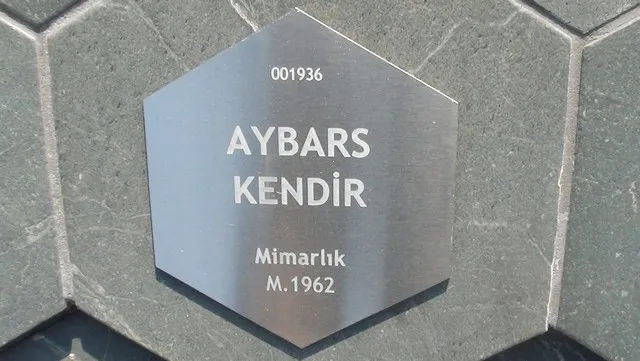 001936
AYBARS
KENDİR
Mimarlık
M.1962